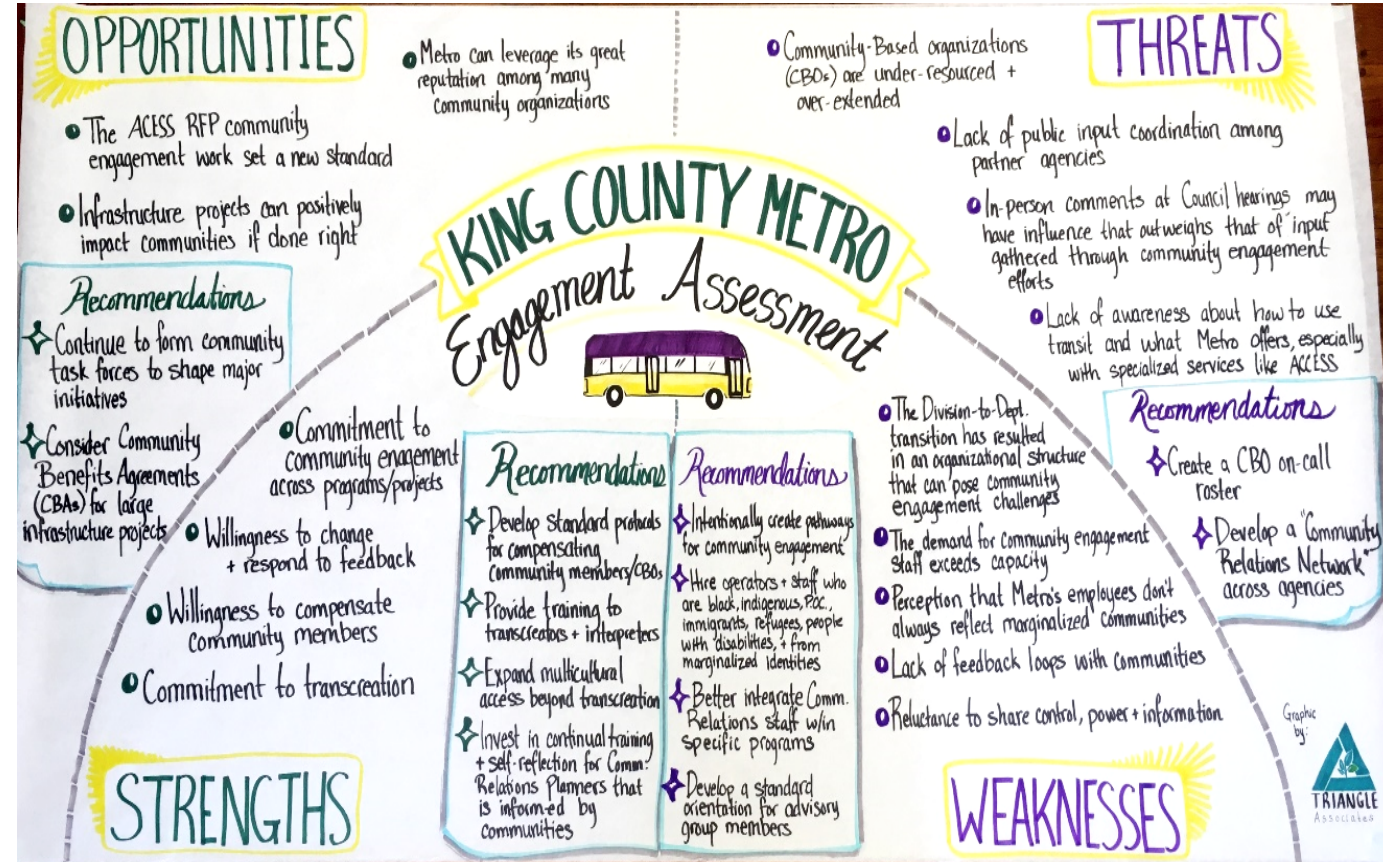 OPPORTUNITIES
Metro can leverage its great
reputation among many
community organizations
The ACESS RFP community
engagement work set a new standard
Infrastructure projects can positively
impact communities if done right
Recommendations
Continue to form community
task forces to shape major
initiatives
Consider Community
Benefits Agreements
(CBAs) for large
infrastructure projects
THREATS
Community-Based organizations
(CBOs) are under-resourced +
over-extended
Lack of public input coordination among
partner agencies
In-person comments at Council hearings may
have influence that outweighs that of input
gathered through community engagement
efforts
Lack of awareness about how to use
transit and what Metro offers, especially
with specialized services like ACCESS
Recommendations
Create a CBO on-call
roster
Develop a "Community
Relations Network"
across agencies
KING COUNTY METRO
Engagement Assessment
Commitment to
community enagement
across programs/projects
Willingness to change
+ respond to feedback
Willingness to compensate
community members
Commitment to transcreation
STRENGTHS
Recommendations
Develop standard protocols
for compensating
community members/CBOs
Provide training to
transcreators + interpreters
Expand multicultural
access beyond transcreation
Invest in continual training
+ self-reflection for Comm.
Relations Planners that
is informed by
communities
Recommendations
Intentionally create pathways
for community engagement
Hire operators + staff who
are black, indigenous, P.o.C.,
immigrants, refugees, people
with disabilities, + from
marginalized identities
Better integrate Comm.
Relations staff w/in
specific programs
Develop a standard
orientation for advisory
group members
The Division-to-Dept.
transition has resulted
in an organizational structure
that can pose community
engagement challenges
The demand for community engagement
staff exceeds capacity
Perception that Metro's employees don't
always reflect marginalized communities
Lack of feedback loops with communities
Reluctance to share control, power + information
WEAKNESSES
Graphic
by:
TRIANGLE
Associates